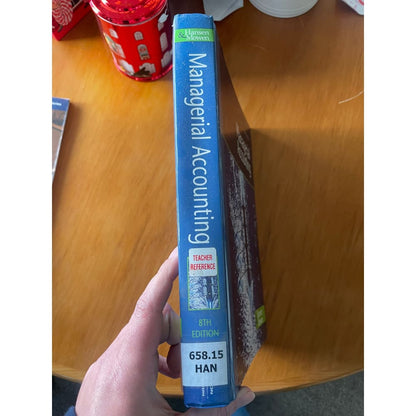 Hansen
& Mowen
Managerial Accounting
TEACHER
REFERENCE
8TH
EDITION
658.15
HAN